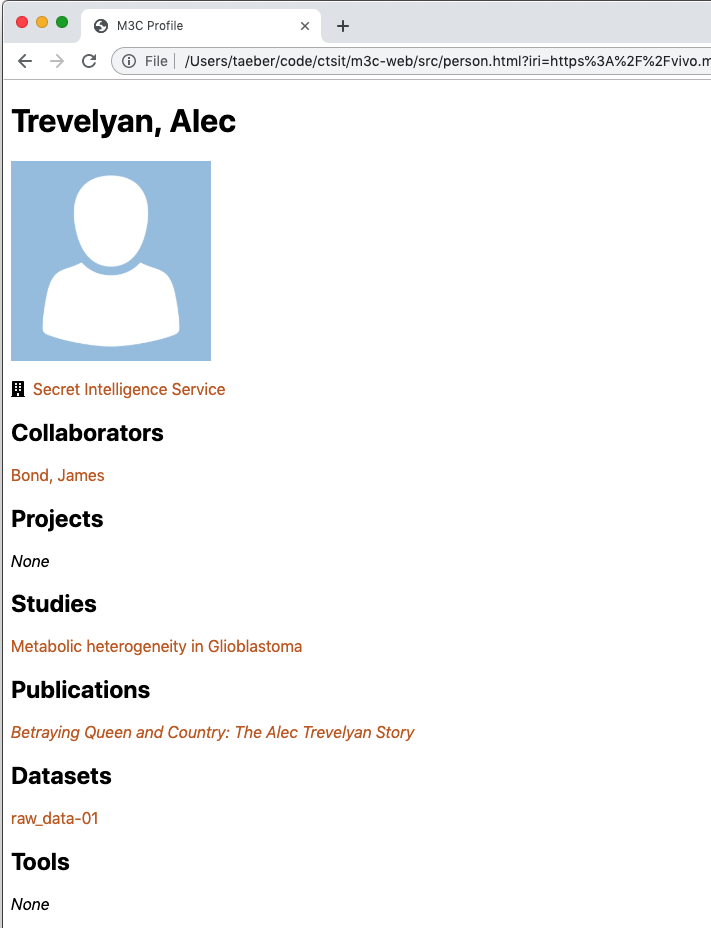 M3C Profile
File /Users/taeber/code/ctsit/m3c-web/src/person.html?iri=https%3A%2F%2Fvivo.m
Trevelyan, Alec
Secret Intelligence Service
Collaborators
Bond, James
Projects
None
Studies
Metabolic heterogeneity in Glioblastoma
Publications
Betraying Queen and Country: The Alec Trevelyan Story
Datasets
raw_data-01
Tools
None